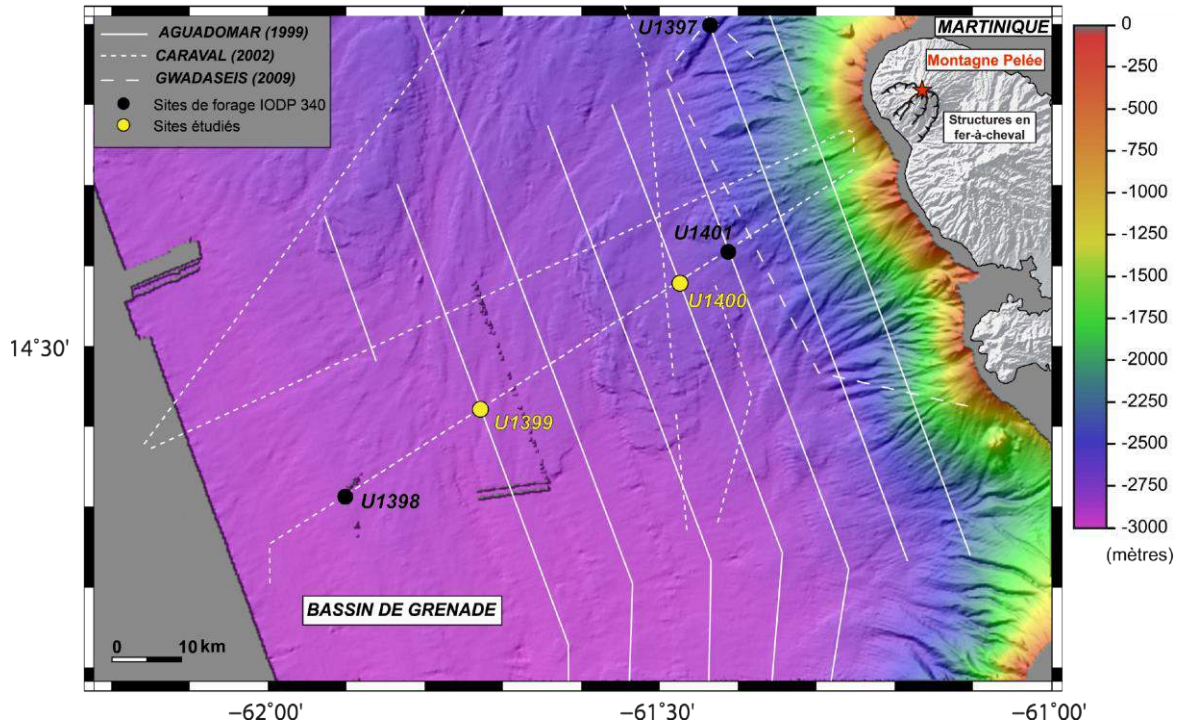 AGUADOMAR (1999)
CARAVAL (2002)
GWADASEIS (2009)
Sites de forage IODP 340
Sites étudiés
U1397
MARTINIQUE
Montagne Pelée
Structures en
fer-à-cheval
U1401
U1400
U1399
U1398
BASSIN DE GRENADE
0 10 km
14°30'
−62°00'
−61°30'
−61°00'
0
-250
-500
-750
-1000
-1250
-1500
-1750
-2000
-2250
-2500
-2750
-3000
(mètres)